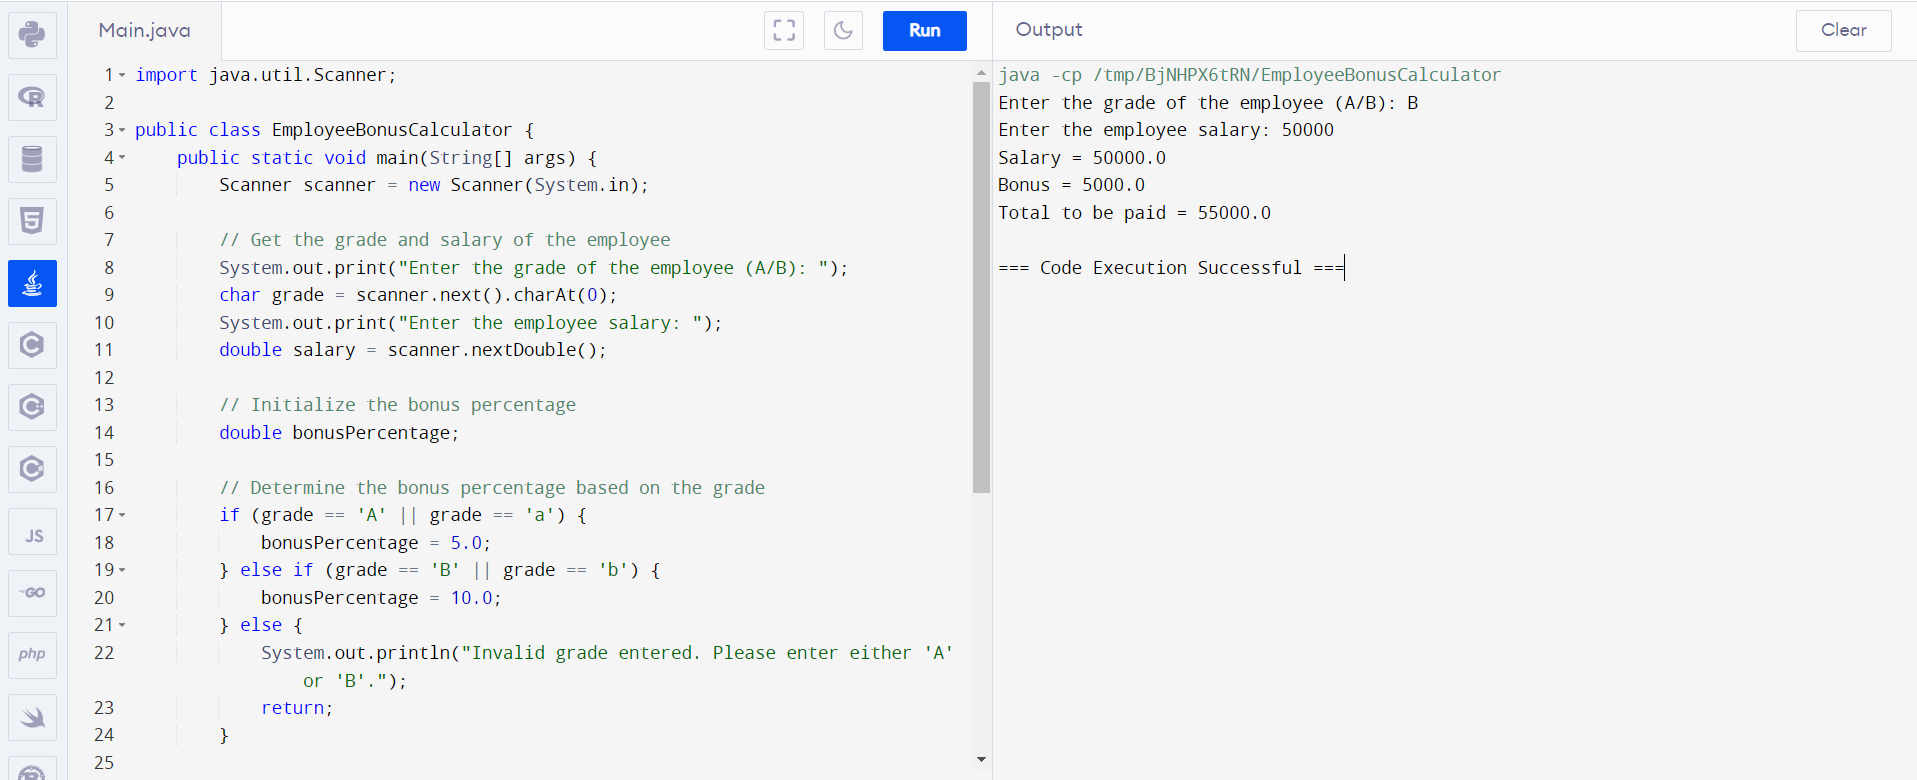 Main.java
Run
Output
Clear
1 import java.util.Scanner;
2
3 public class EmployeeBonusCalculator {
4     public static void main(String[] args) {
5         Scanner scanner = new Scanner(System.in);
6
7         // Get the grade and salary of the employee
8         System.out.print("Enter the grade of the employee (A/B): ");
9         char grade = scanner.next().charAt(0);
10         System.out.print("Enter the employee salary: ");
11         double salary = scanner.nextDouble();
12
13         // Initialize the bonus percentage
14         double bonusPercentage;
15
16         // Determine the bonus percentage based on the grade
17         if (grade == 'A' || grade == 'a') {
18             bonusPercentage = 5.0;
19         } else if (grade == 'B' || grade == 'b') {
20             bonusPercentage = 10.0;
21         } else {
22             System.out.println("Invalid grade entered. Please enter either 'A'
                or 'B'.");
23             return;
24         }
25
java -cp /tmp/BjNHPX6tRN/EmployeeBonusCalculator
Enter the grade of the employee (A/B): B
Enter the employee salary: 50000
Salary = 50000.0
Bonus = 5000.0
Total to be paid = 55000.0
=== Code Execution Successful ===
R
5
C
C
C
JS
GO
php
R